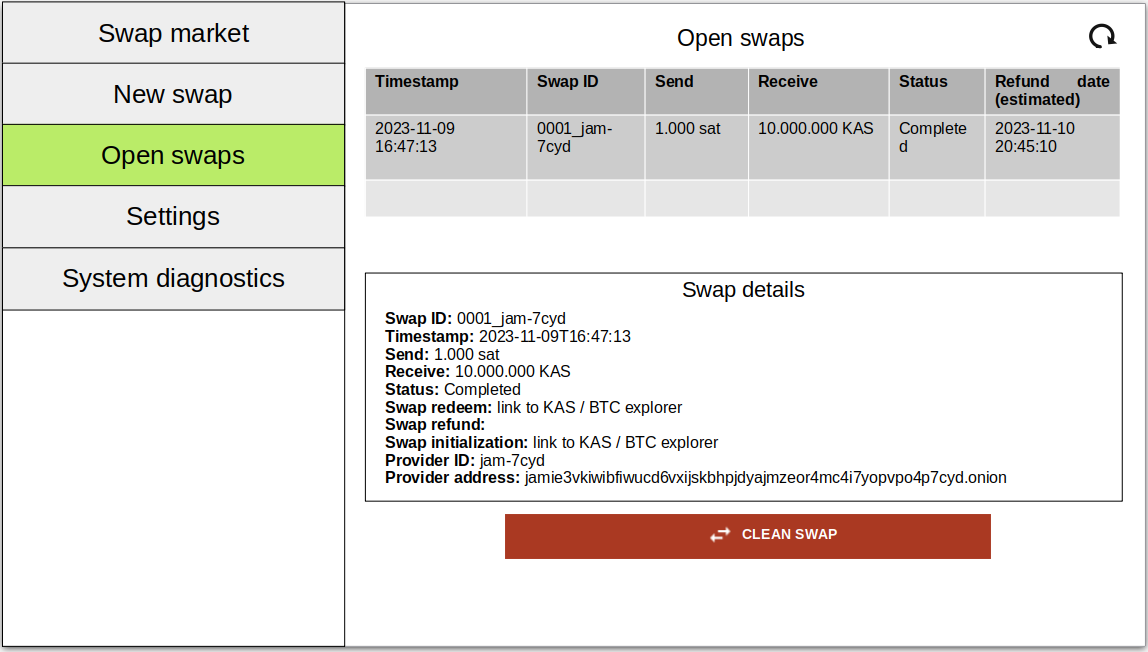 Swap market
New swap
Open swaps
Settings
System diagnostics
Open swaps
Timestamp Swap ID Send Receive Status Refund date
(estimated)
2023-11-09 0001_jam- 1.000 sat 10.000.000 KAS Complete 2023-11-10
16:47:13 7cyd d 20:45:10
Swap details
Swap ID: 0001_jam-7cyd
Timestamp: 2023-11-09T16:47:13
Send: 1.000 sat
Receive: 10.000.000 KAS
Status: Completed
Swap redeem: link to KAS / BTC explorer
Swap refund:
Swap initialization: link to KAS / BTC explorer
Provider ID: jam-7cyd
Provider address: jamie3vkiwibfiwucd6vxijskbhpjdyajmzeor4mc4i7yopvpo4p7cyd.onion
CLEAN SWAP